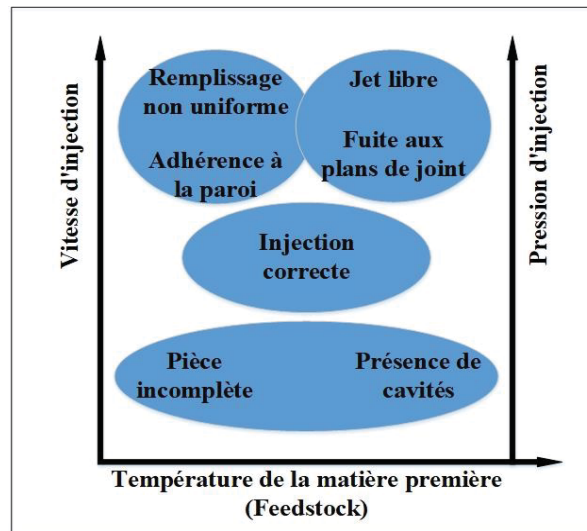 Vitesse d'injection
Remplissage
non uniforme
Adhérence à
la paroi
Jet libre
Fuite aux
plans de joint
Injection
correcte
Pièce
incomplète
Présence de
cavités
Pression d'injection
Température de la matière première
(Feedstock)